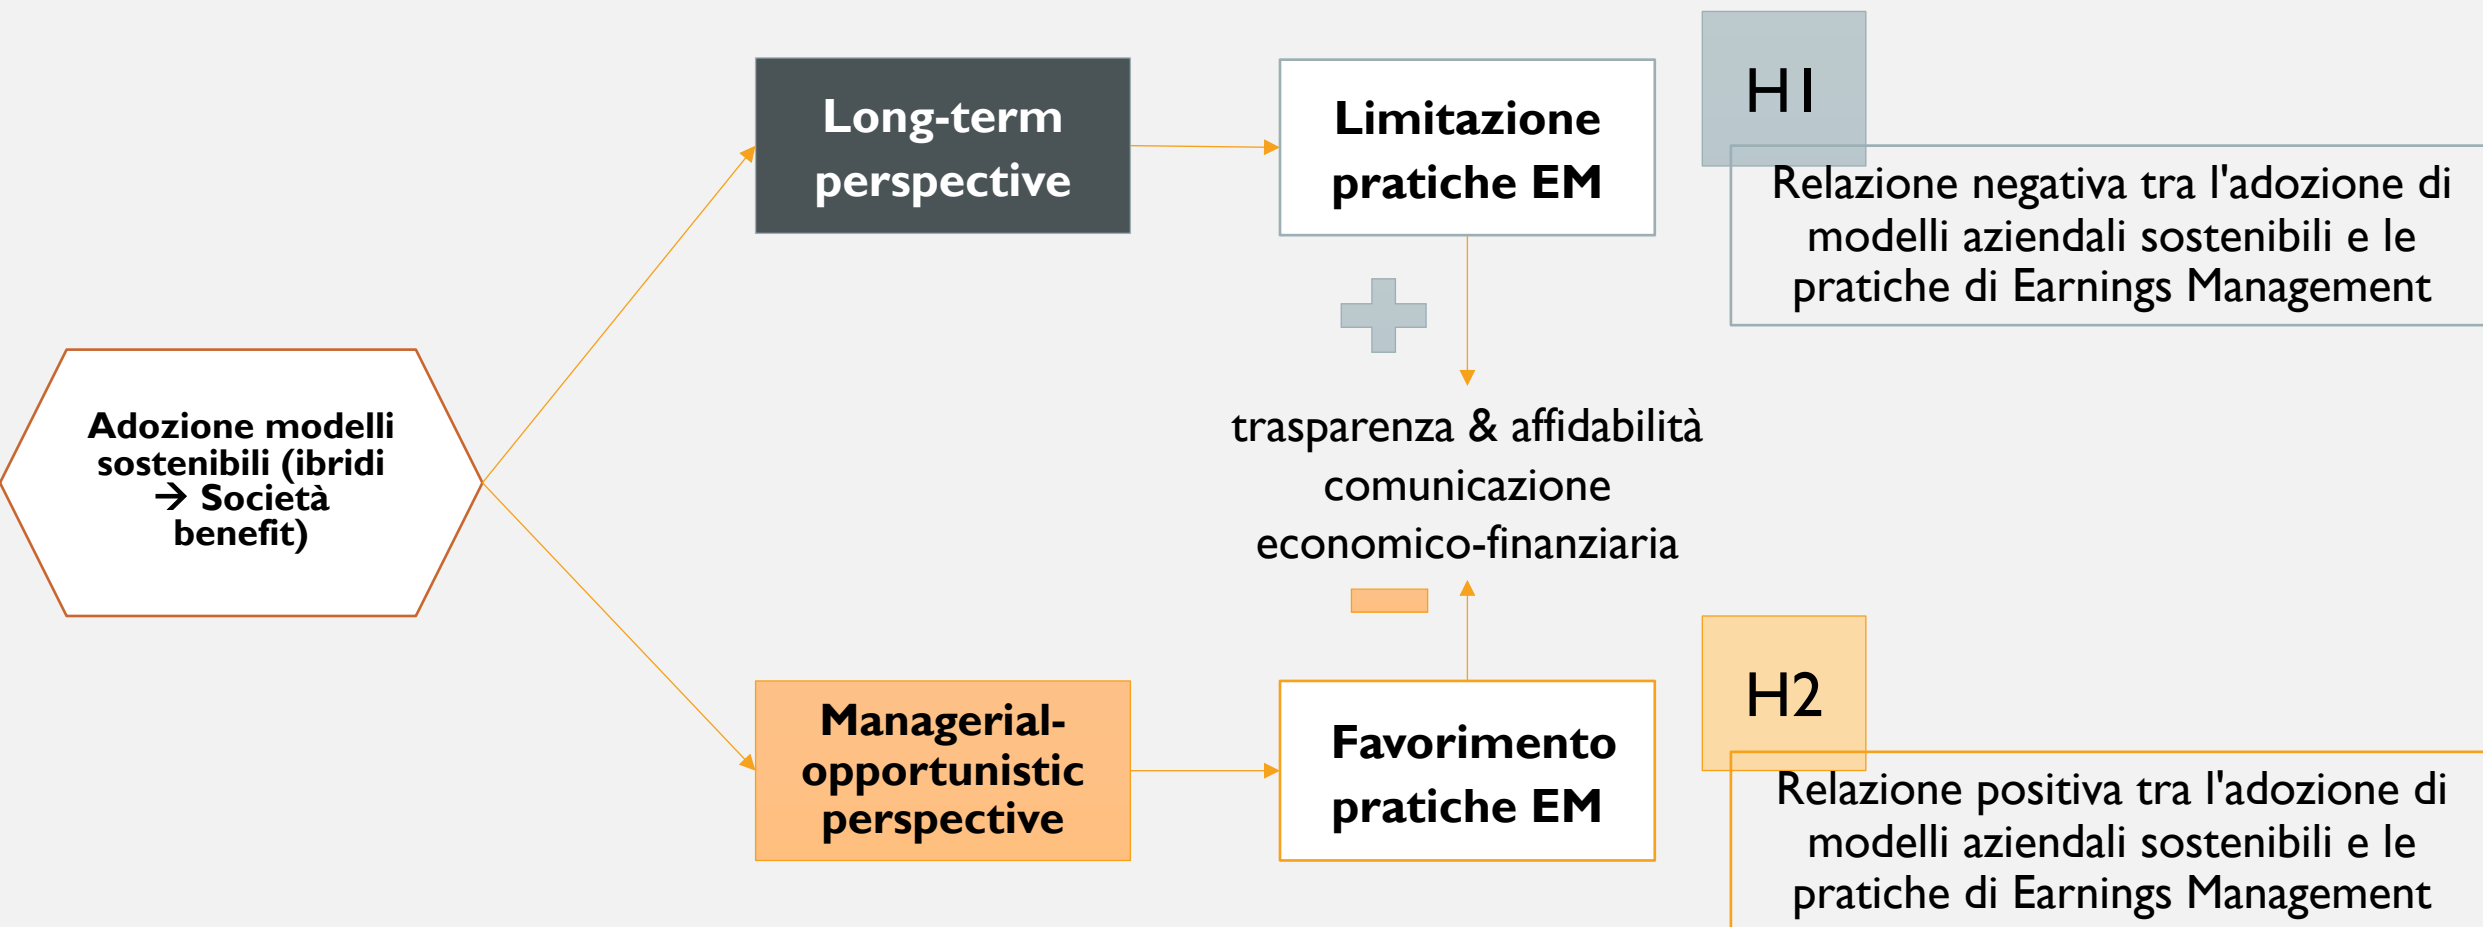 Long-term
perspective
Limitazione
pratiche EM
H1
Relazione negativa tra l'adozione di
modelli aziendali sostenibili e le
pratiche di Earnings Management
Adozione modelli
sostenibili (ibridi
→ Società
benefit)
trasparenza & affidabilità
comunicazione
economico-finanziaria
Managerial-
opportunistic
perspective
Favorimento
pratiche EM
H2
Relazione positiva tra l'adozione di
modelli aziendali sostenibili e le
pratiche di Earnings Management